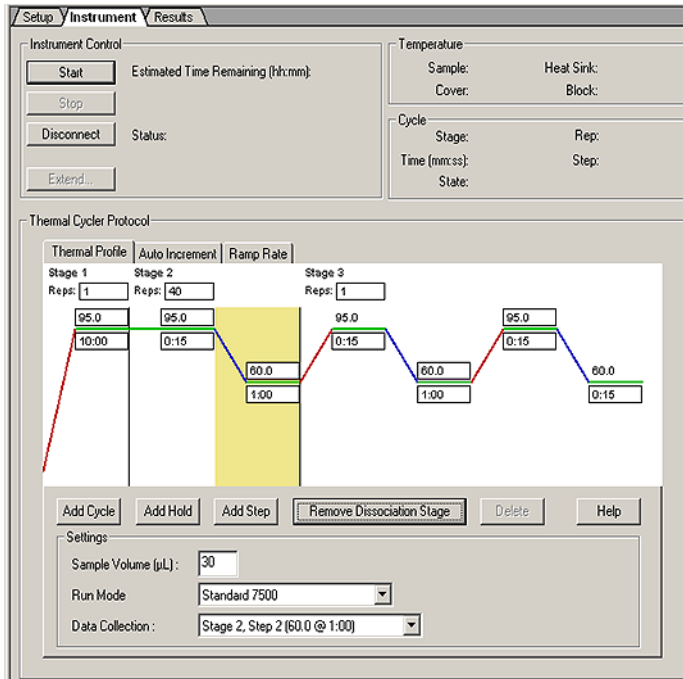 Setup Instrument Results
Instrument Control
Start Estimated Time Remaining (hh:mm):
Stop
Disconnect Status:
Extend...
Temperature
Sample: Heat Sink:
Cover: Block:
Cycle
Stage: Rep:
Time (mm:ss): Step:
State:
Thermal Cycler Protocol
Thermal Profile Auto Increment Ramp Rate
Stage 1 Stage 2 Stage 3
Reps: 1 Reps: 40 Reps: 1
95.0 95.0 95.0 95.0
10:00 0:15 0:15 0:15
60.0 60.0 60.0
1:00 1:00 0:15
Add Cycle Add Hold Add Step Remove Dissociation Stage Delete Help
Settings
Sample Volume (µL) : 30
Run Mode Standard 7500
Data Collection : Stage 2, Step 2 (60.0 @ 1:00)